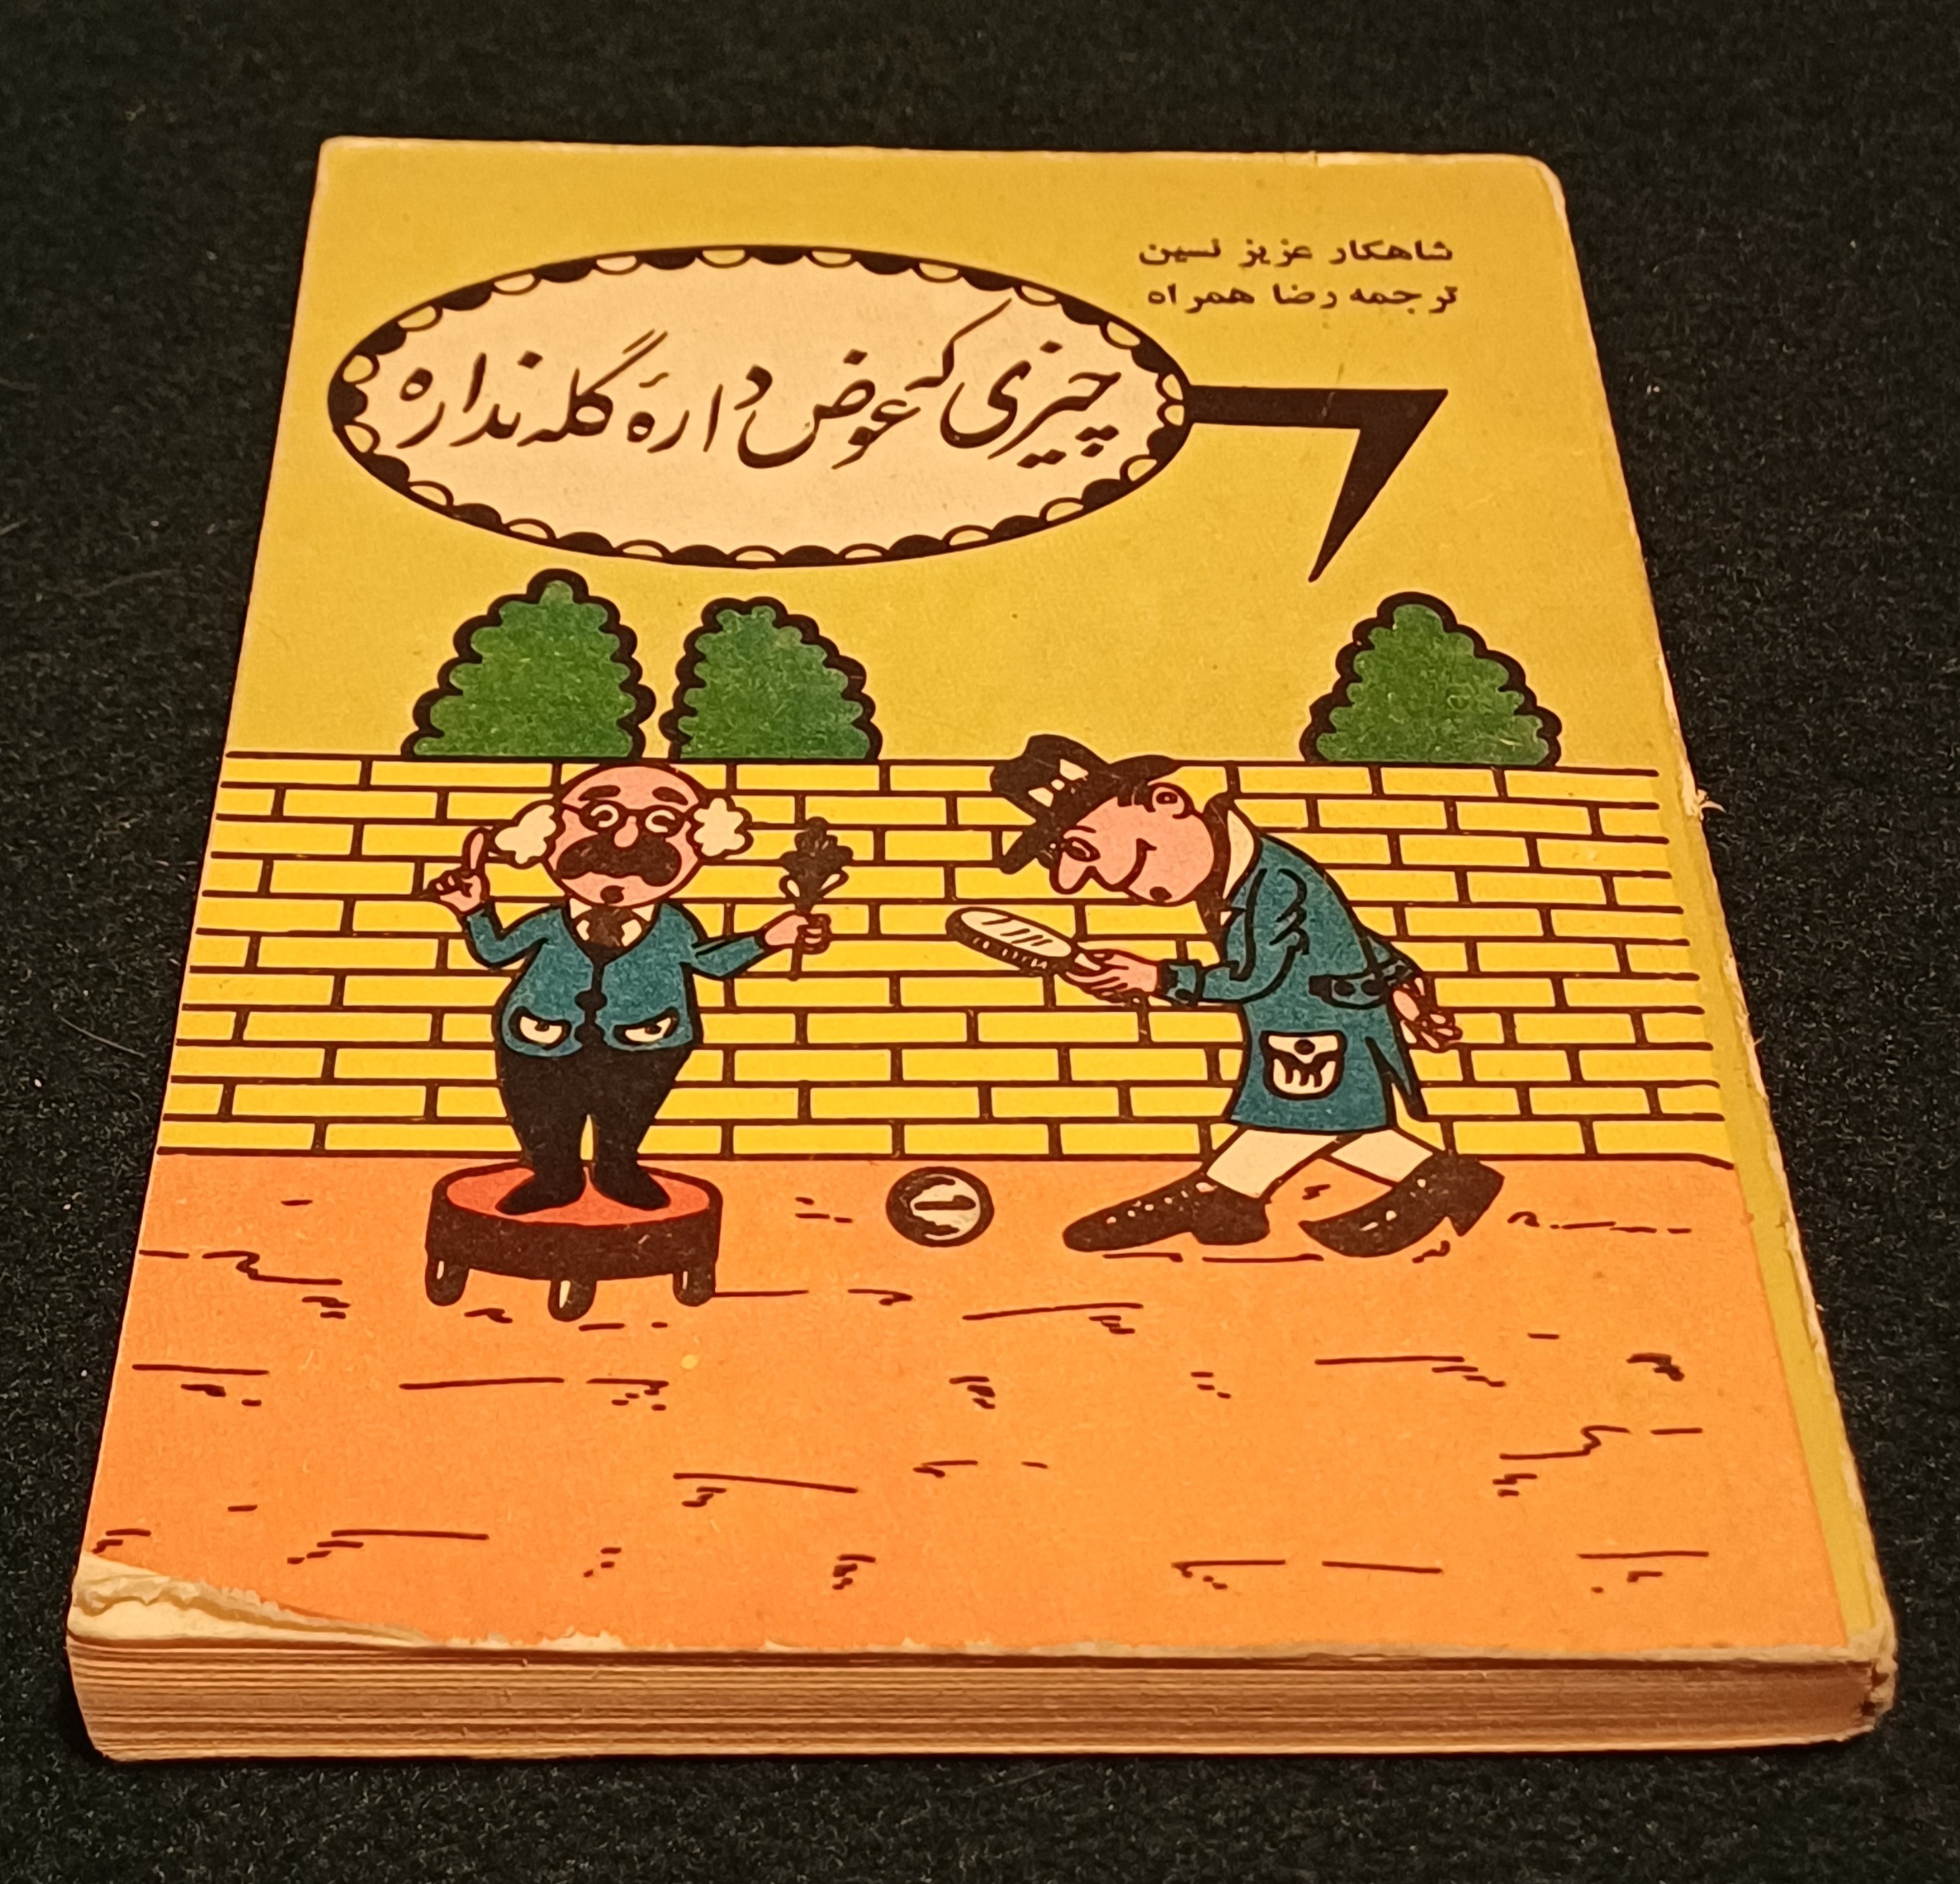 شاهکار عزیز نسین
ترجمه رضا همراه
چیزی که عوض دارهٔ گله نداره